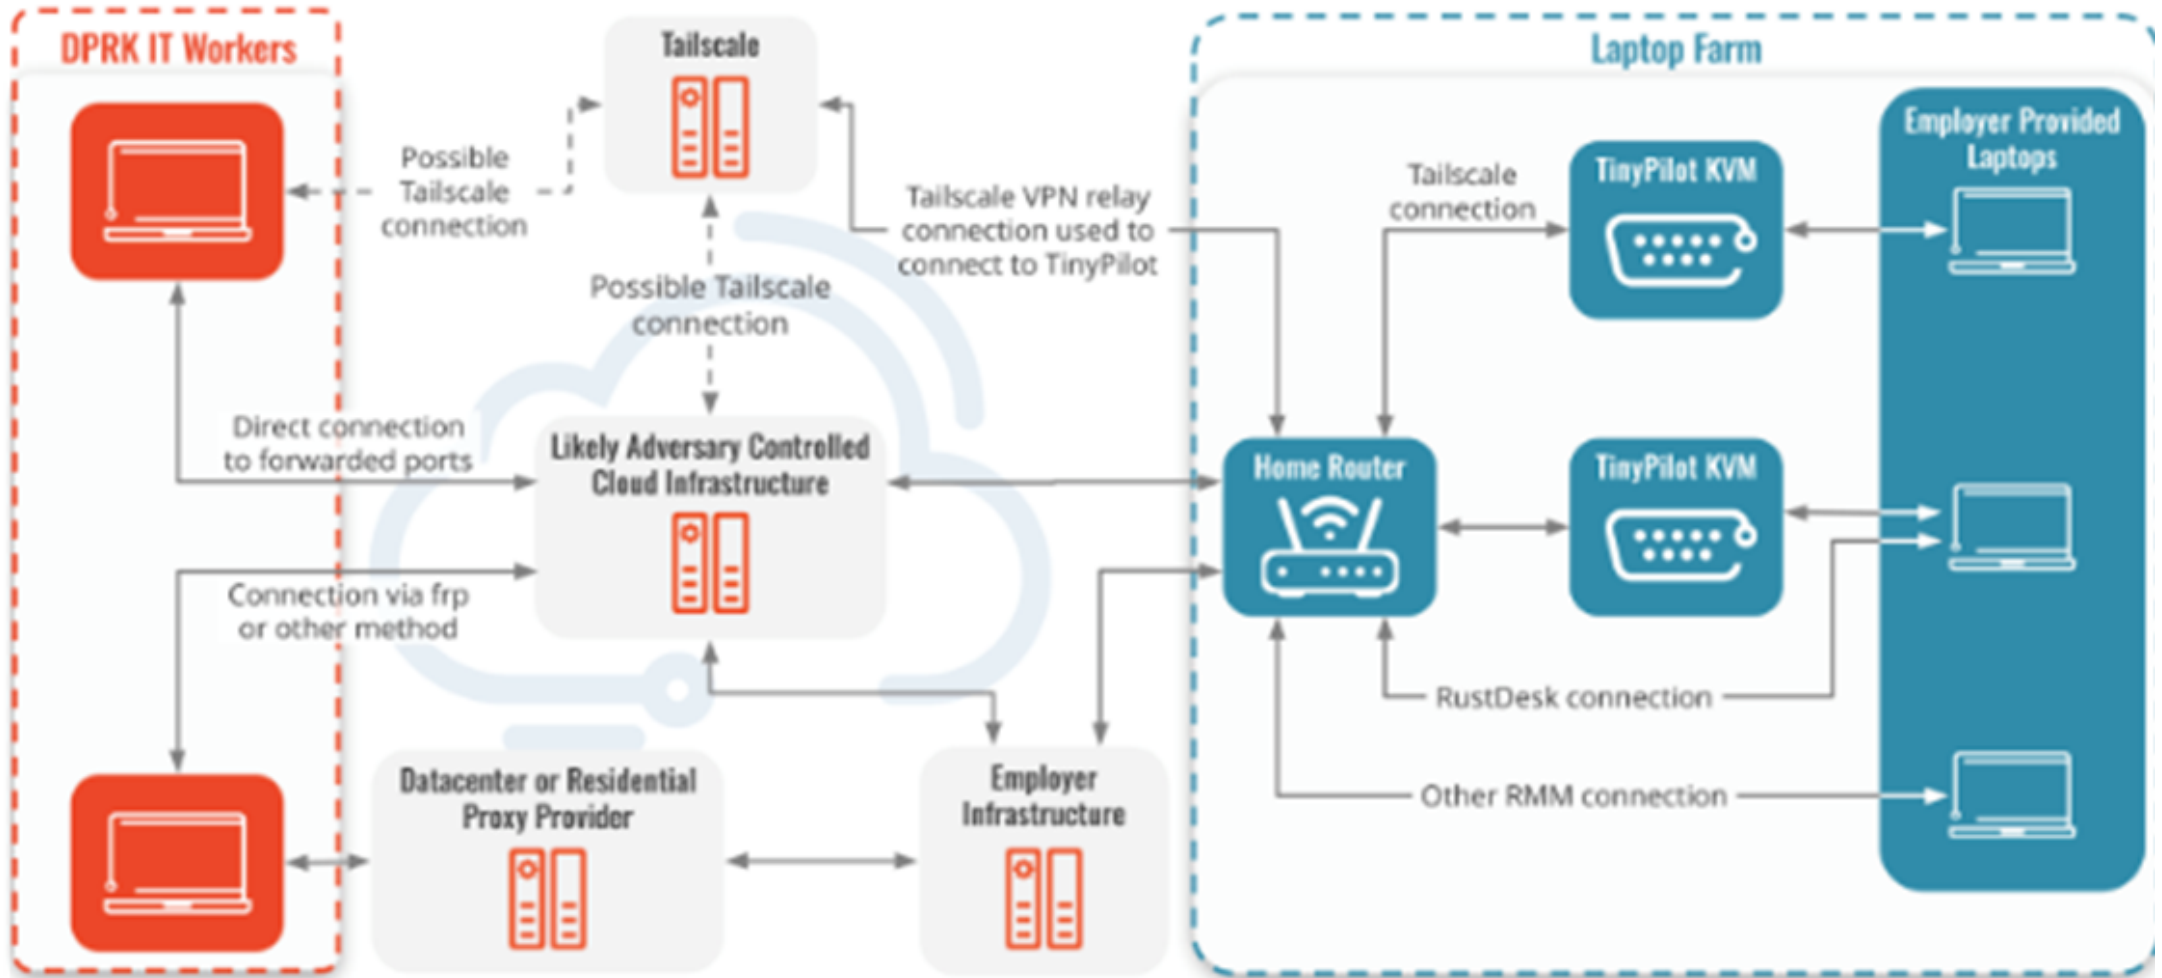 DPRK IT Workers
Tailscale
Laptop Farm
Possible
Tailscale
connection
Tailscale VPN relay
connection used to
connect to TinyPilot
Tailscale
connection
TinyPilot KVM
Employer Provided
Laptops
Possible Tailscale
connection
Direct connection
to forwarded ports
Likely Adversary Controlled
Cloud Infrastructure
Home Router
TinyPilot KVM
Connection via frp
or other method
RustDesk connection
Datacenter or Residential
Proxy Provider
Employer
Infrastructure
Other RMM connection